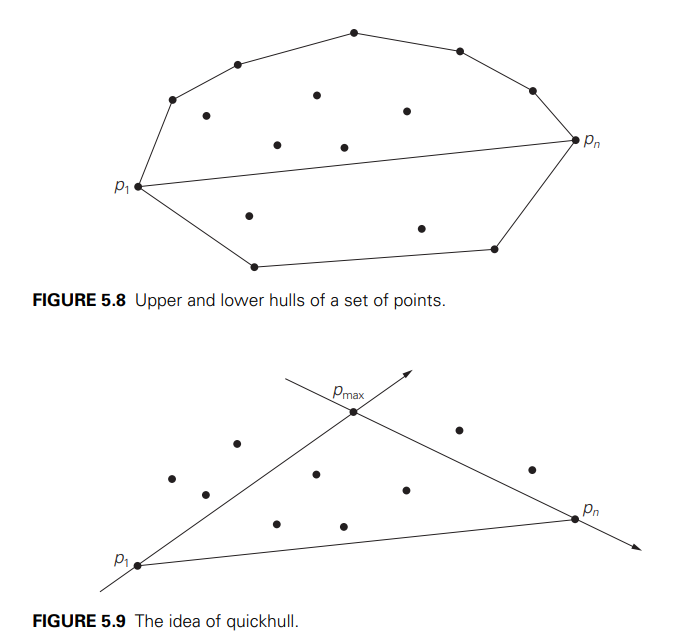 pn
p1
FIGURE 5.8 Upper and lower hulls of a set of points.
pmax
pn
p1
FIGURE 5.9 The idea of quickhull.